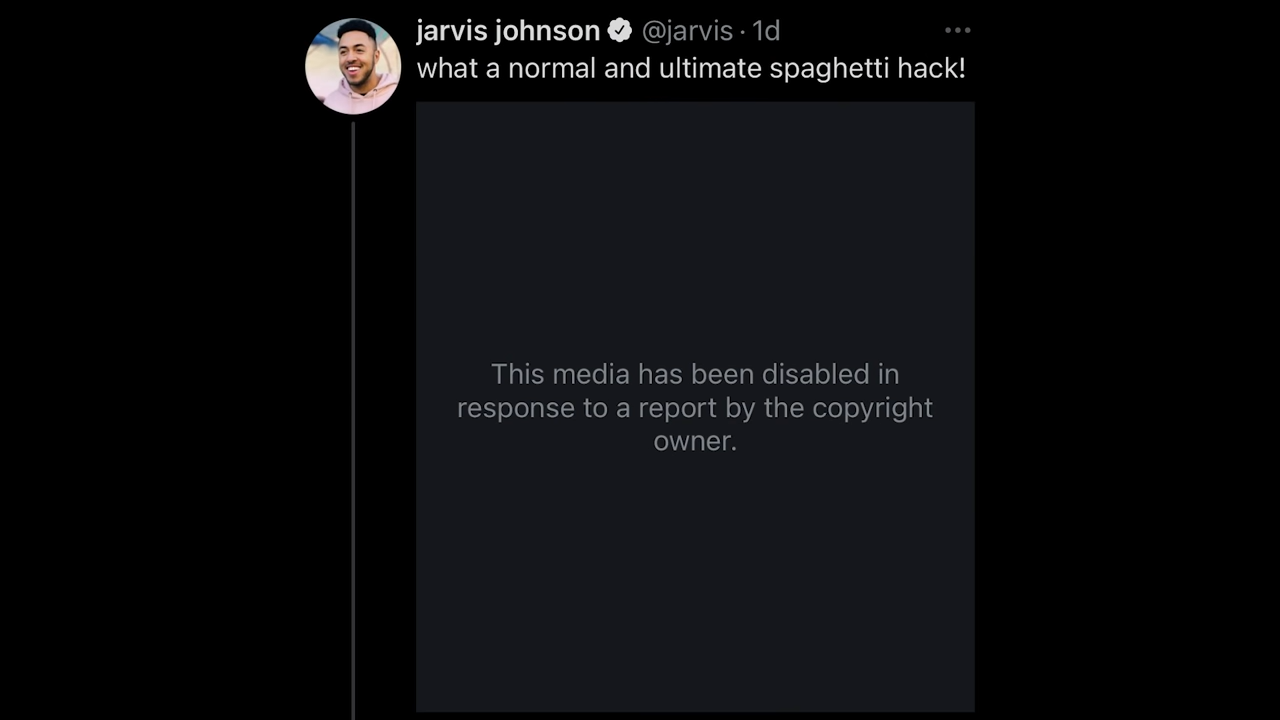 jarvis johnson @jarvis · 1d
what a normal and ultimate spaghetti hack!
This media has been disabled in
response to a report by the copyright
owner.